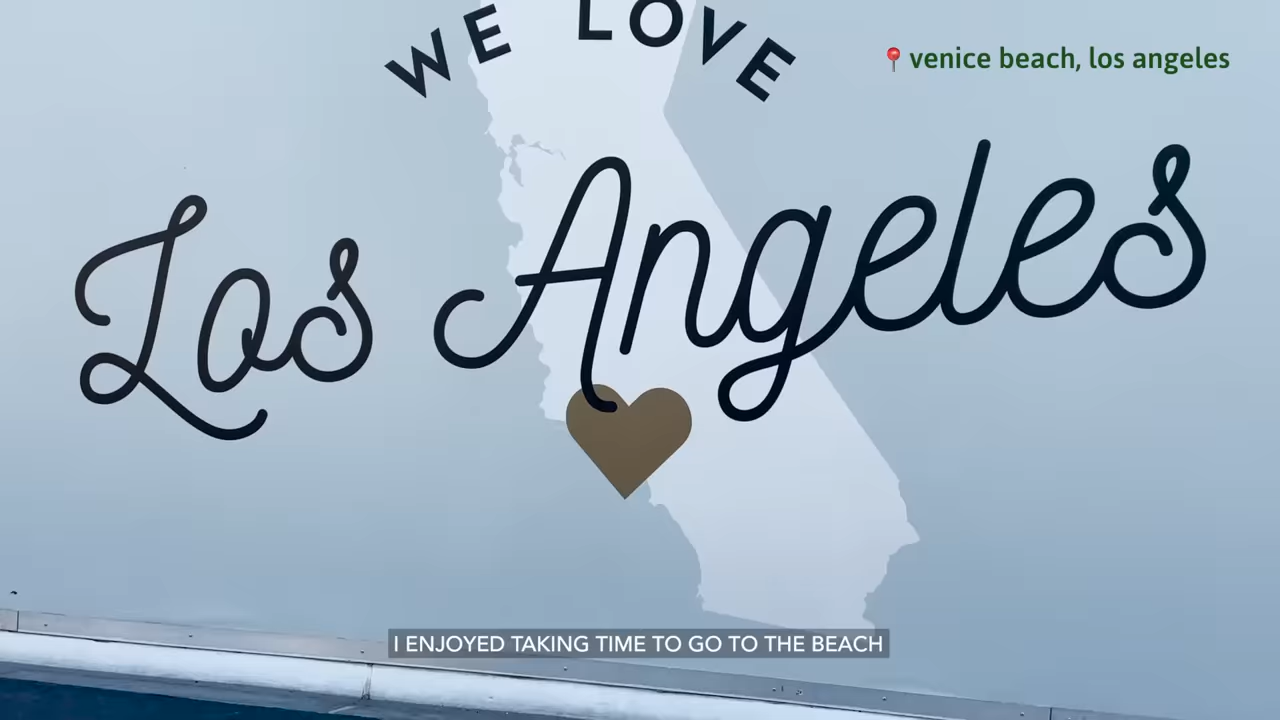 WE LOVE
📍venice beach, los angeles
Los Angeles
I ENJOYED TAKING TIME TO GO TO THE BEACH